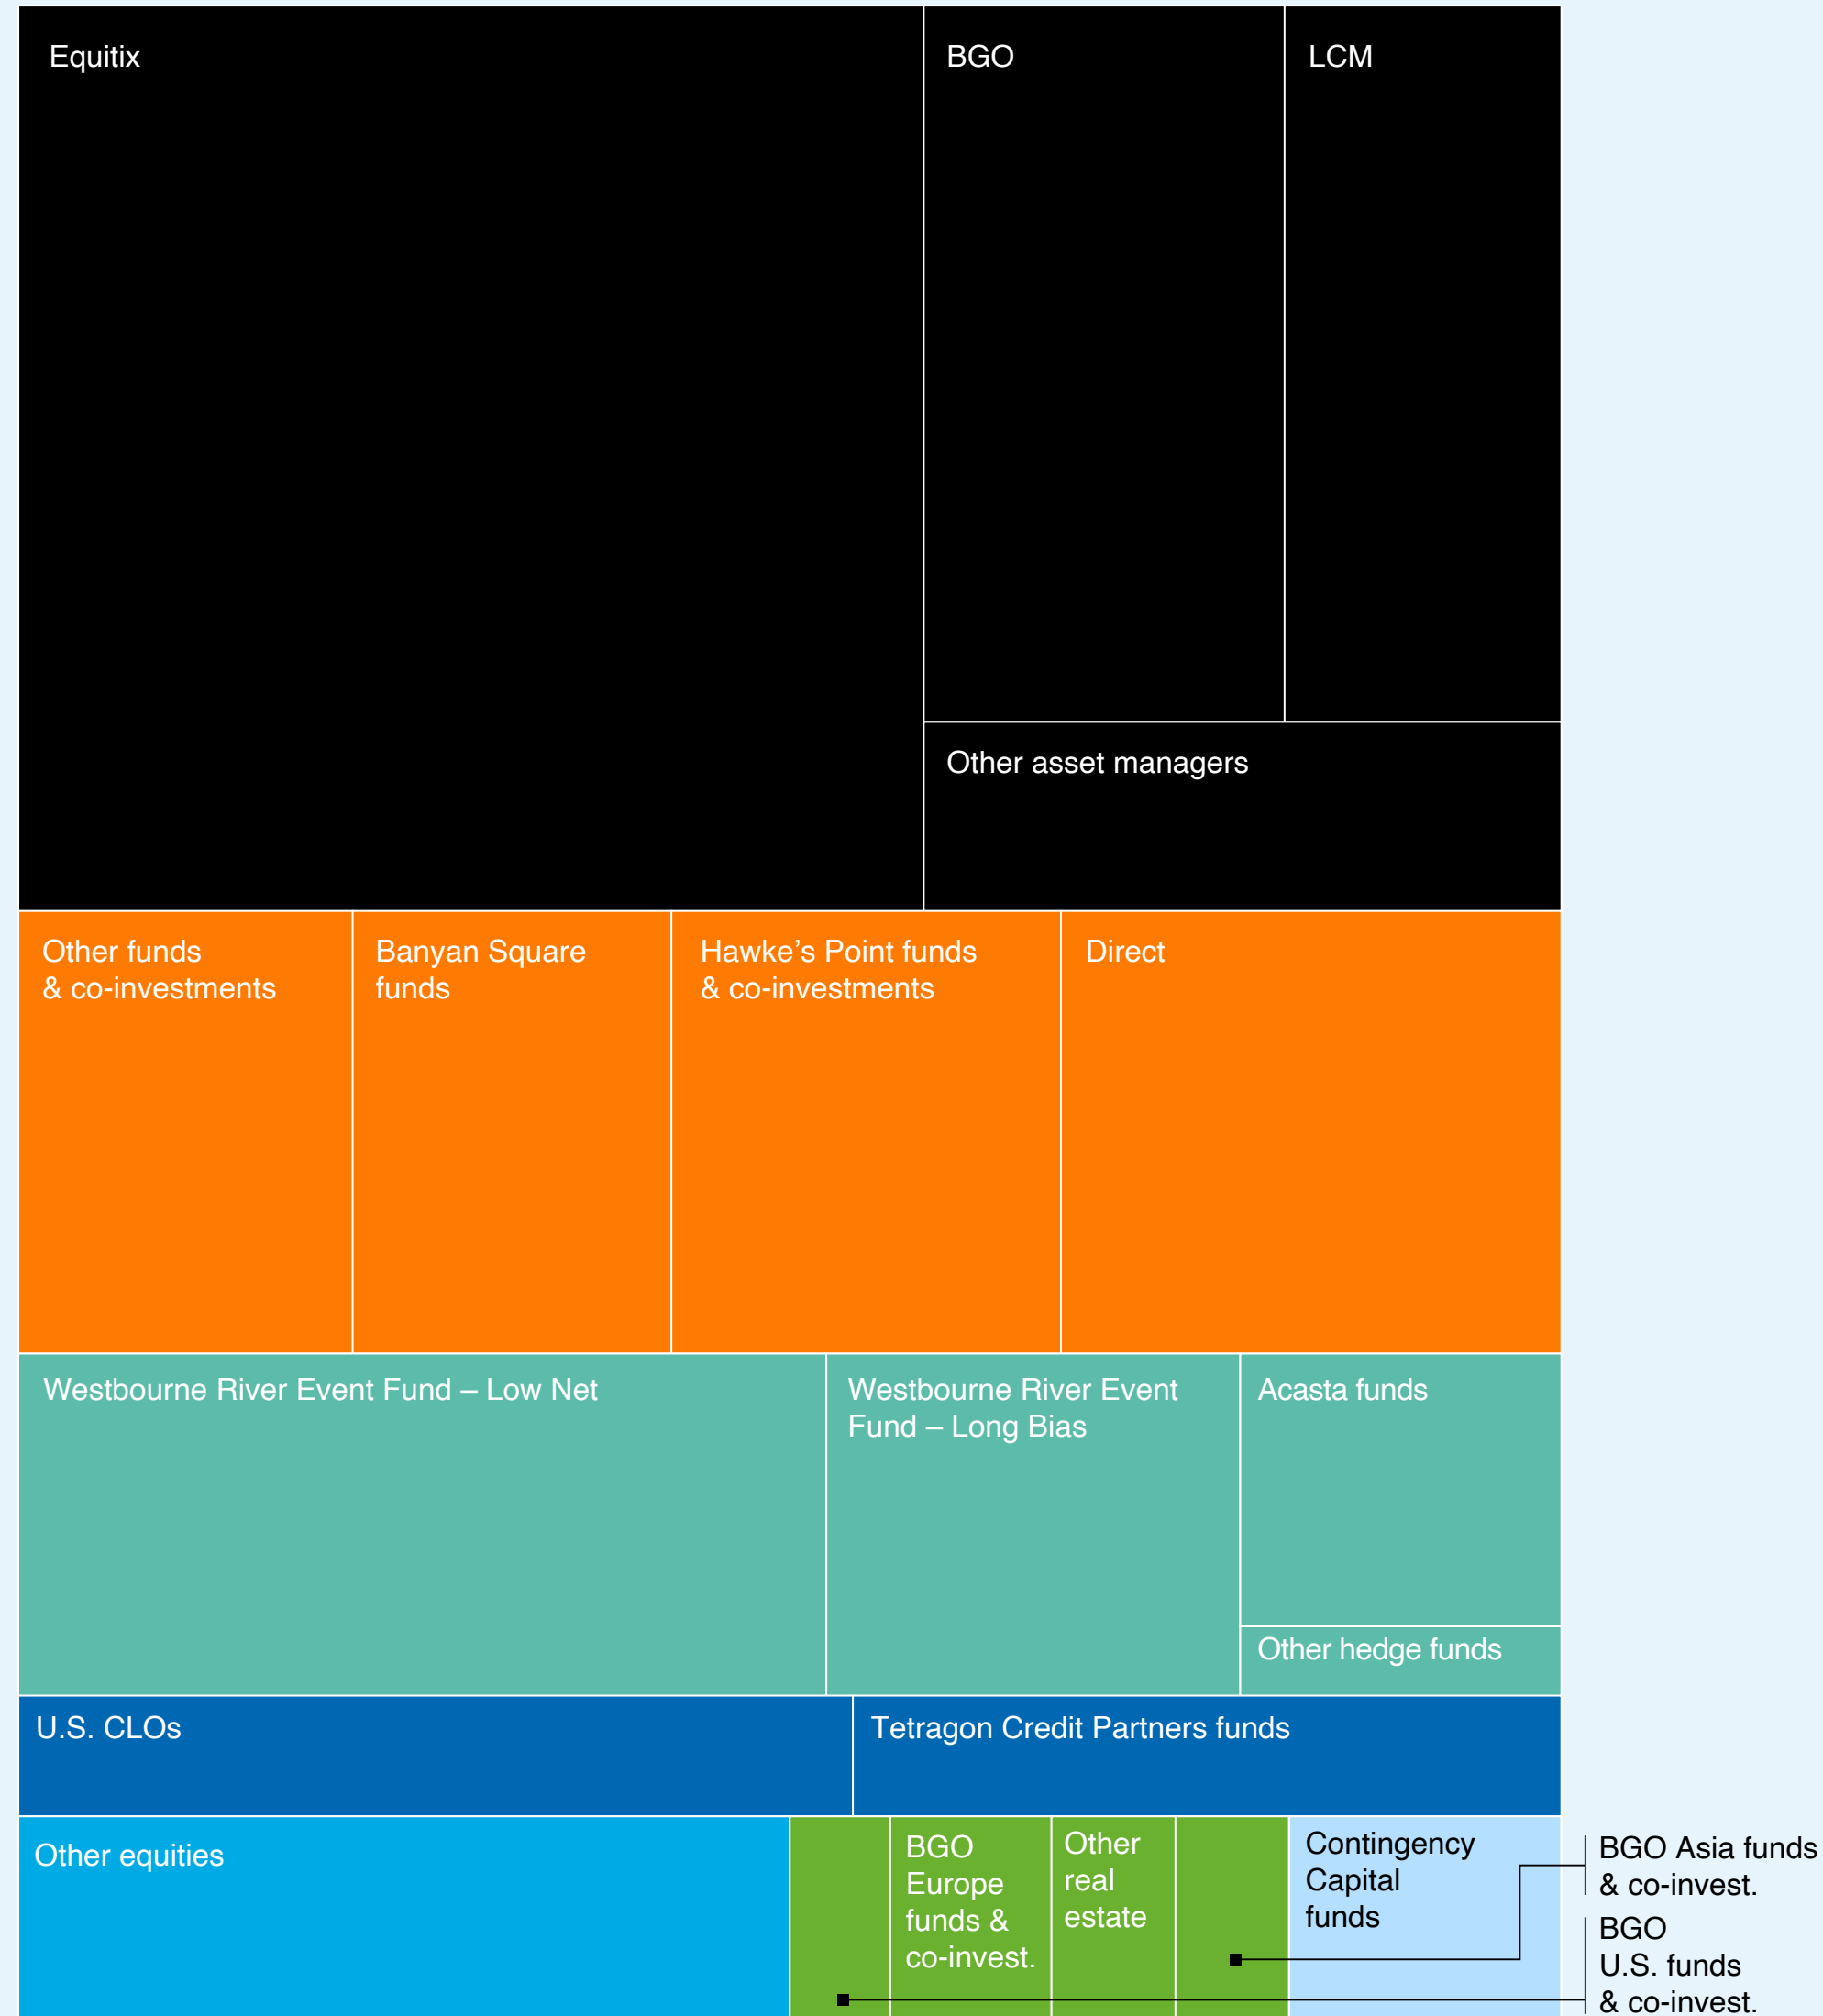 Equitix
BGO
LCM
Other asset managers
Other funds
& co-investments
Banyan Square
funds
Hawke’s Point funds
& co-investments
Direct
Westbourne River Event Fund – Low Net
Westbourne River Event
Fund – Long Bias
Acasta funds
Other hedge funds
U.S. CLOs
Tetragon Credit Partners funds
Other equities
BGO
Europe
funds &
co-invest.
Other
real
estate
Contingency
Capital
funds
BGO Asia funds
& co-invest.
BGO
U.S. funds
& co-invest.